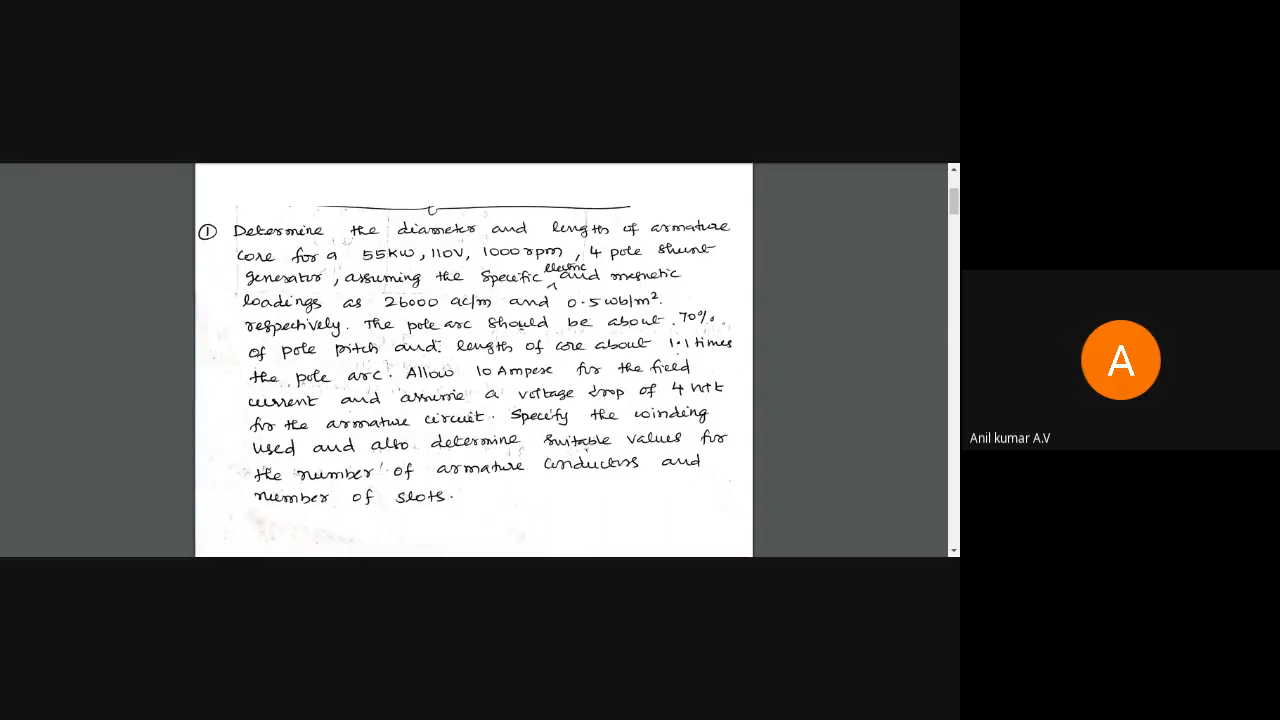 ① Determine the diameter and length of armature
core for a 55kw, 110V, 1000 rpm, 4 pole shunt
generator, assuming the specific electric and magnetic
loadings as 26000 ac/m and 0.5 wb/m².
respectively. The pole arc should be about 70%
of pole pitch and length of core about 1.1 times
the pole arc. Allow 10 Ampere for the field
current and assume a voltage drop of 4 volt
for the armature circuit. Specify the winding
used and also determine suitable values for
the number of armature conductors and
number of slots.
A
Anil kumar A.V